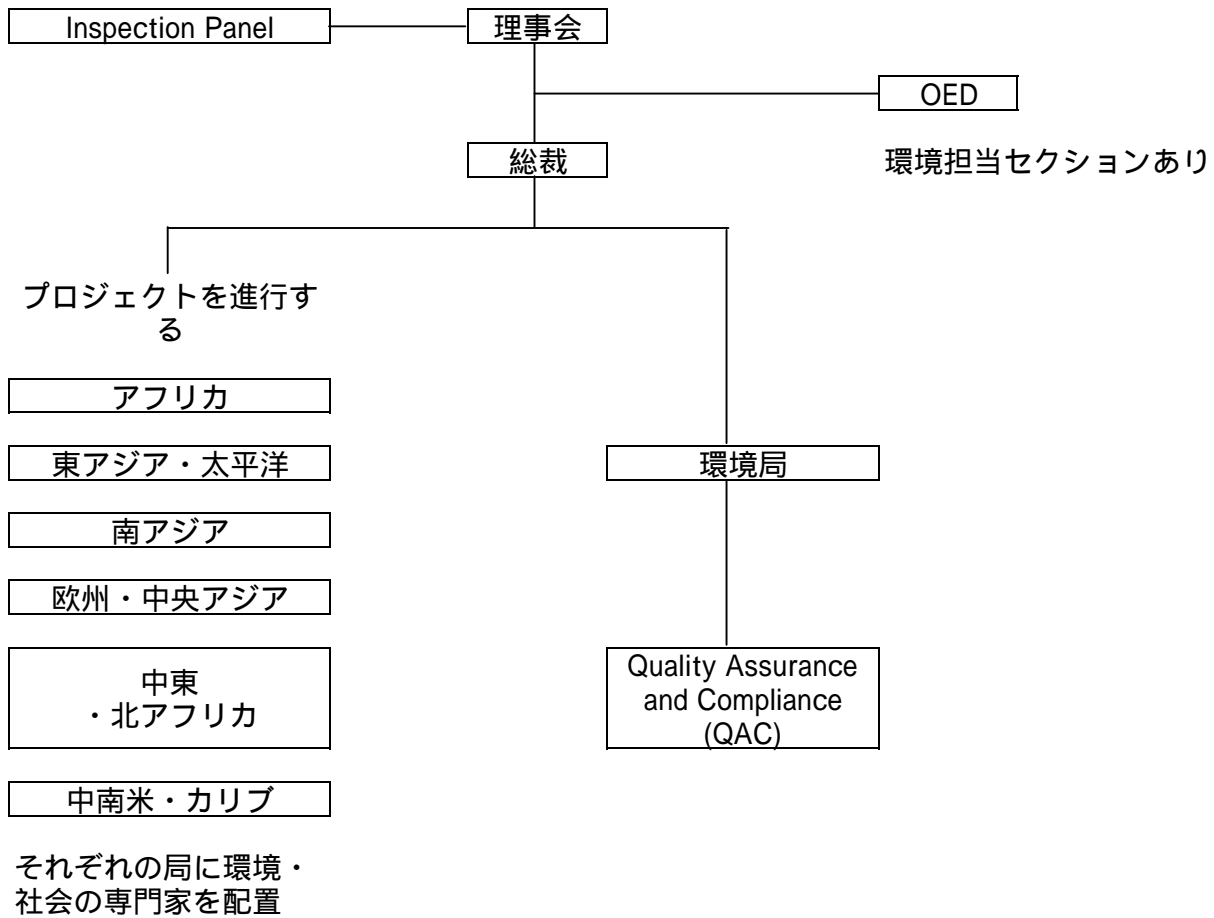 Inspection Panel
理事会
OED
総裁
環境担当セクションあり
プロジェクトを進行す
る
アフリカ
東アジア・太平洋
環境局
南アジア
欧州・中央アジア
中東
・北アフリカ
Quality Assurance
and Compliance
(QAC)
中南米・カリブ
それぞれの局に環境・
社会の専門家を配置